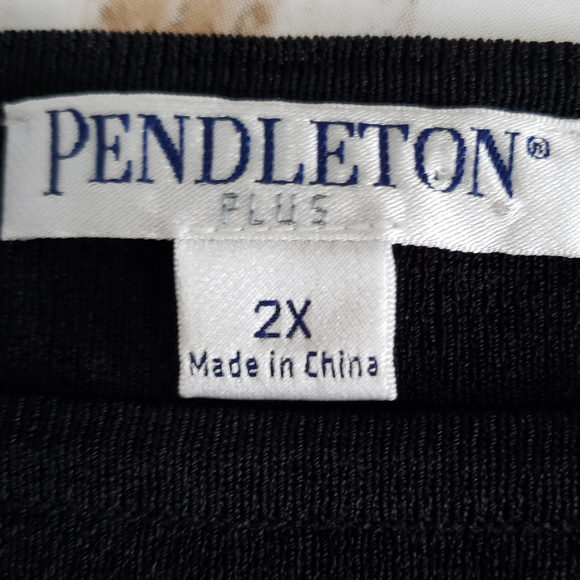 PENDLETON®
PLUS
2X
Made in China